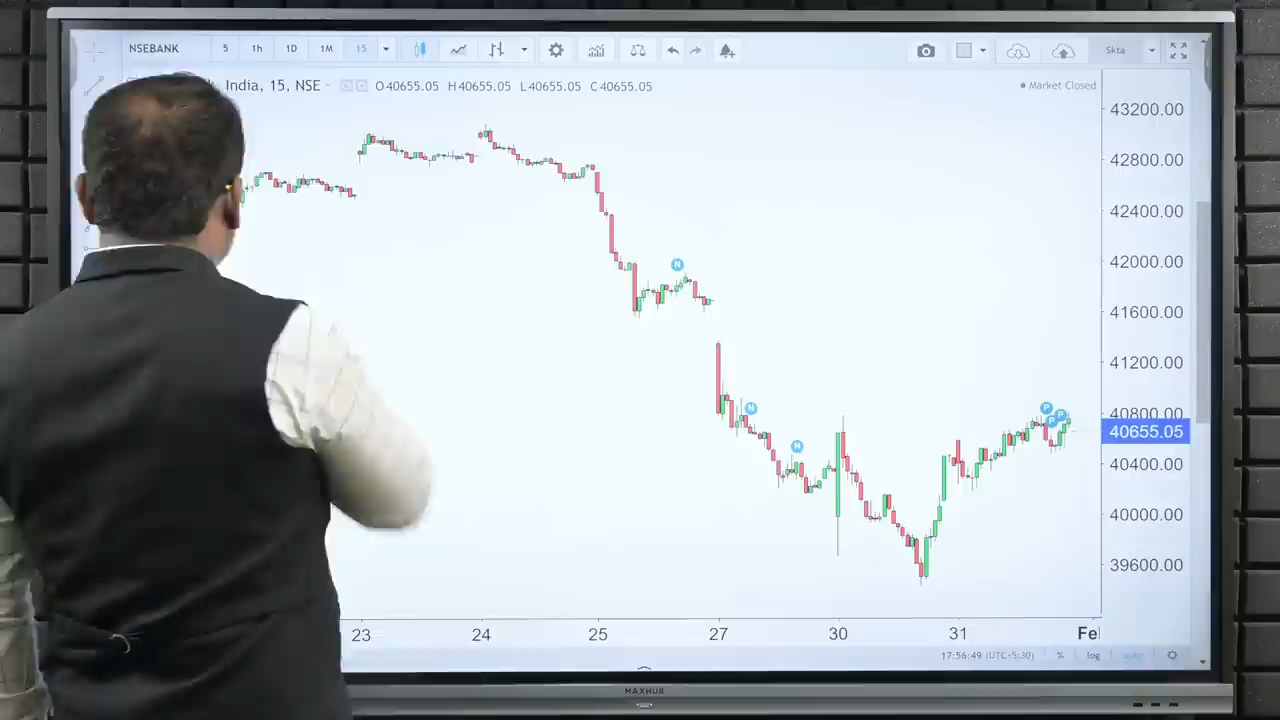 NSEBANK 5 1h 1D 1M 15 Skta
India, 15, NSE O40655.05 H40655.05 L40655.05 C40655.05 Market Closed
43200.00
42800.00
42400.00
42000.00
N
41600.00
41200.00
N
P
P
P
40800.00
40655.05
N
40400.00
40000.00
39600.00
23 24 25 27 30 31 Fe
17:56:49 (UTC+5:30) % log auto
MAXHUB